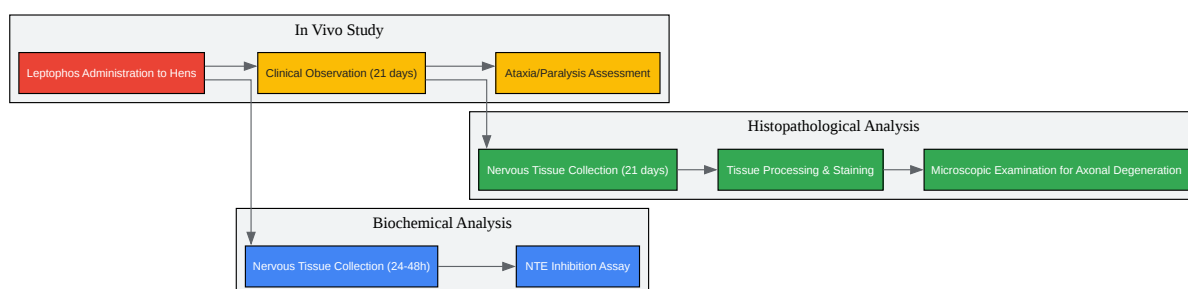 In Vivo Study
Leptophos Administration to Hens
Clinical Observation (21 days)
Ataxia/Paralysis Assessment
Histopathological Analysis
Nervous Tissue Collection (21 days)
Tissue Processing & Staining
Microscopic Examination for Axonal Degeneration
Biochemical Analysis
Nervous Tissue Collection (24-48h)
NTE Inhibition Assay